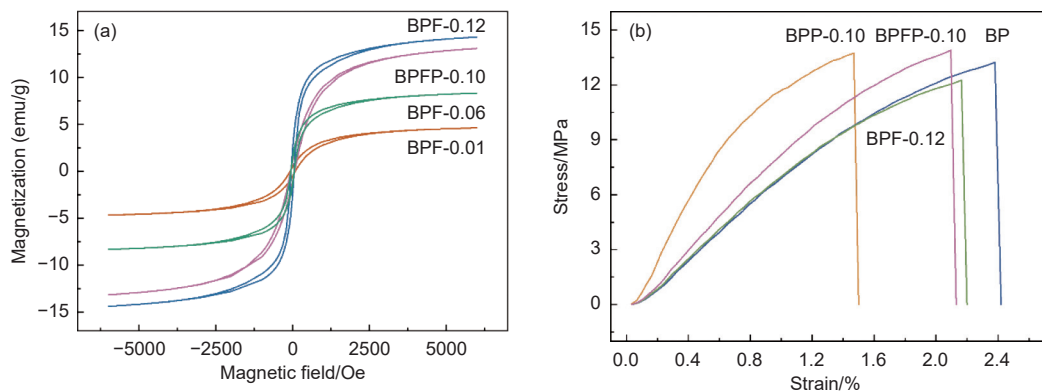 (a)
BPF-0.12
BPFP-0.10
BPF-0.06
BPF-0.01
15
10
5
0
−5
−10
−15
Magnetization (emu/g)
−5000 −2500 0 2500 5000
Magnetic field/Oe
(b)
BPP-0.10 BPFP-0.10 BP
BPF-0.12
15
12
9
6
3
0
Stress/MPa
0.0 0.4 0.8 1.2 1.6 2.0 2.4
Strain/%